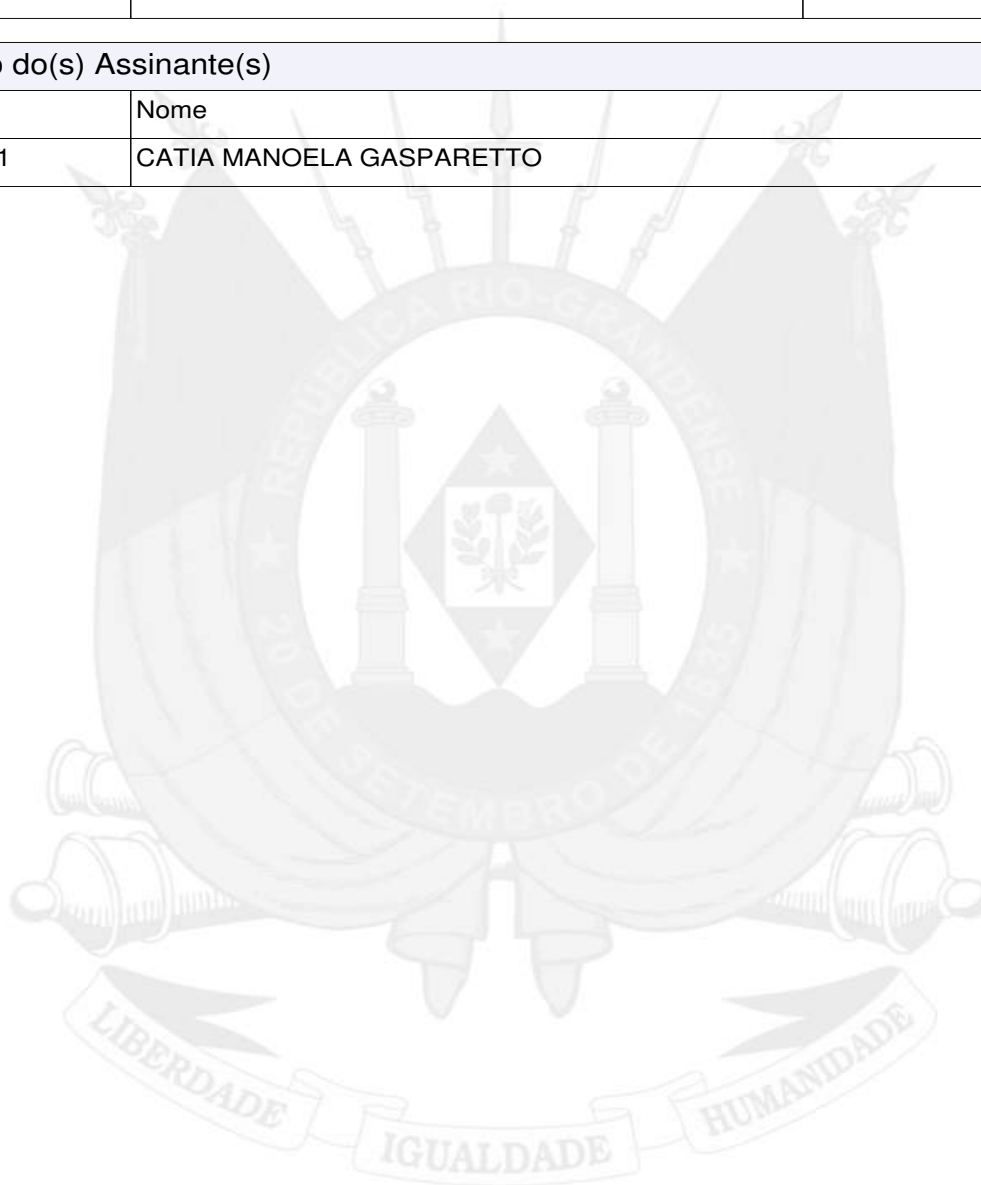 o do(s) Assinante(s)
Nome
1
CATIA MANOELA GASPARETTO
REPUBLICA RIO-GRANDENSE
★ 20 DE SETEMBRO DE 1835 ★
LIBERDADE
IGUALDADE
HUMANIDADE